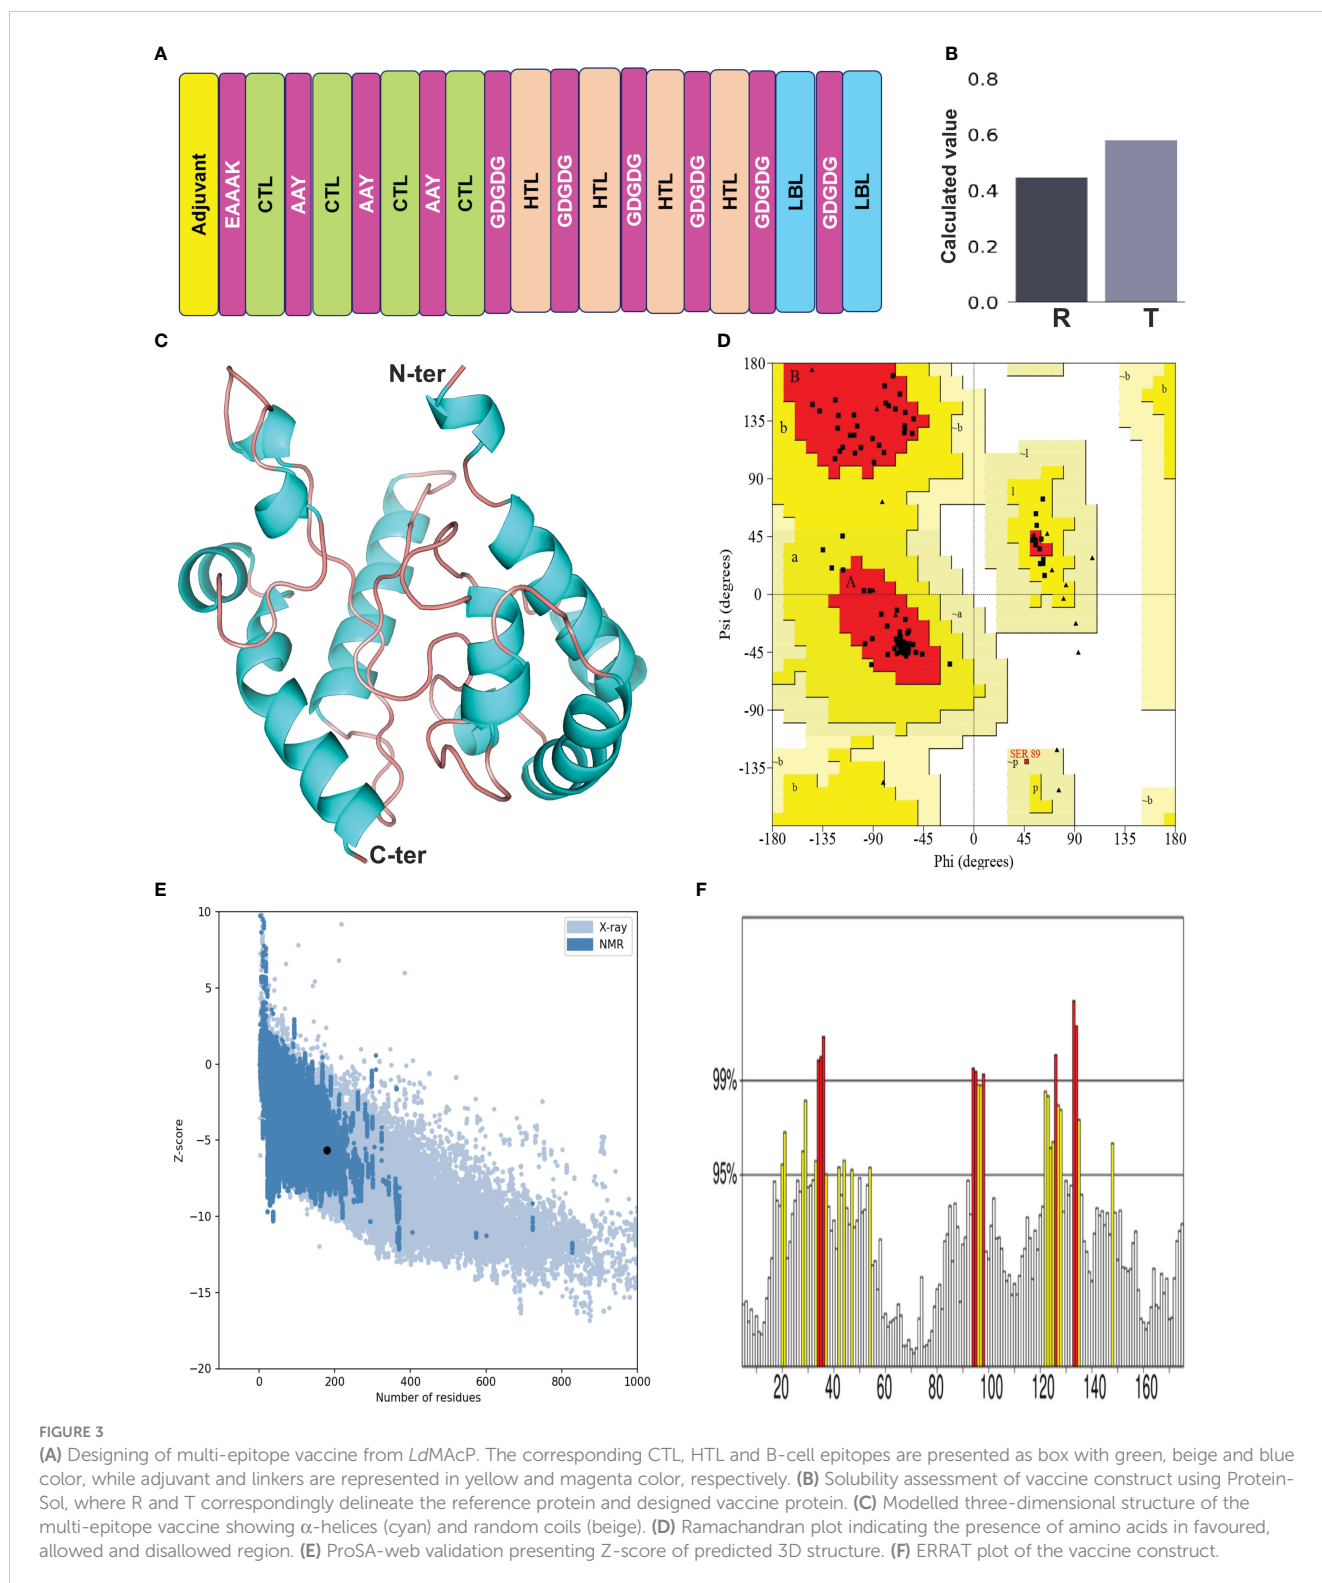 A
Adjuvant
EAAAK
CTL
AAY
CTL
AAY
CTL
AAY
CTL
GDGDG
HTL
GDGDG
HTL
GDGDG
HTL
GDGDG
HTL
GDGDG
LBL
GDGDG
LBL
B
Calculated value
0.8
0.6
0.4
0.2
0.0
R
T
C
N-ter
C-ter
D
Psi (degrees)
180
135
90
45
0
-45
-90
-135
B
b
~b
~b
b
~l
l
a
A
~a
~b
b
SER 89
~p
p
~b
-180
-135
-90
-45
0
45
90
135
180
Phi (degrees)
E
Z-score
10
5
0
−5
−10
−15
−20
X-ray
NMR
0
200
400
600
800
1000
Number of residues
F
99%
95%
20
40
60
80
100
120
140
160
FIGURE 3
(A) Designing of multi-epitope vaccine from LdMAcP. The corresponding CTL, HTL and B-cell epitopes are presented as box with green, beige and blue
color, while adjuvant and linkers are represented in yellow and magenta color, respectively. (B) Solubility assessment of vaccine construct using Protein-
Sol, where R and T correspondingly delineate the reference protein and designed vaccine protein. (C) Modelled three-dimensional structure of the
multi-epitope vaccine showing α-helices (cyan) and random coils (beige). (D) Ramachandran plot indicating the presence of amino acids in favoured,
allowed and disallowed region. (E) ProSA-web validation presenting Z-score of predicted 3D structure. (F) ERRAT plot of the vaccine construct.